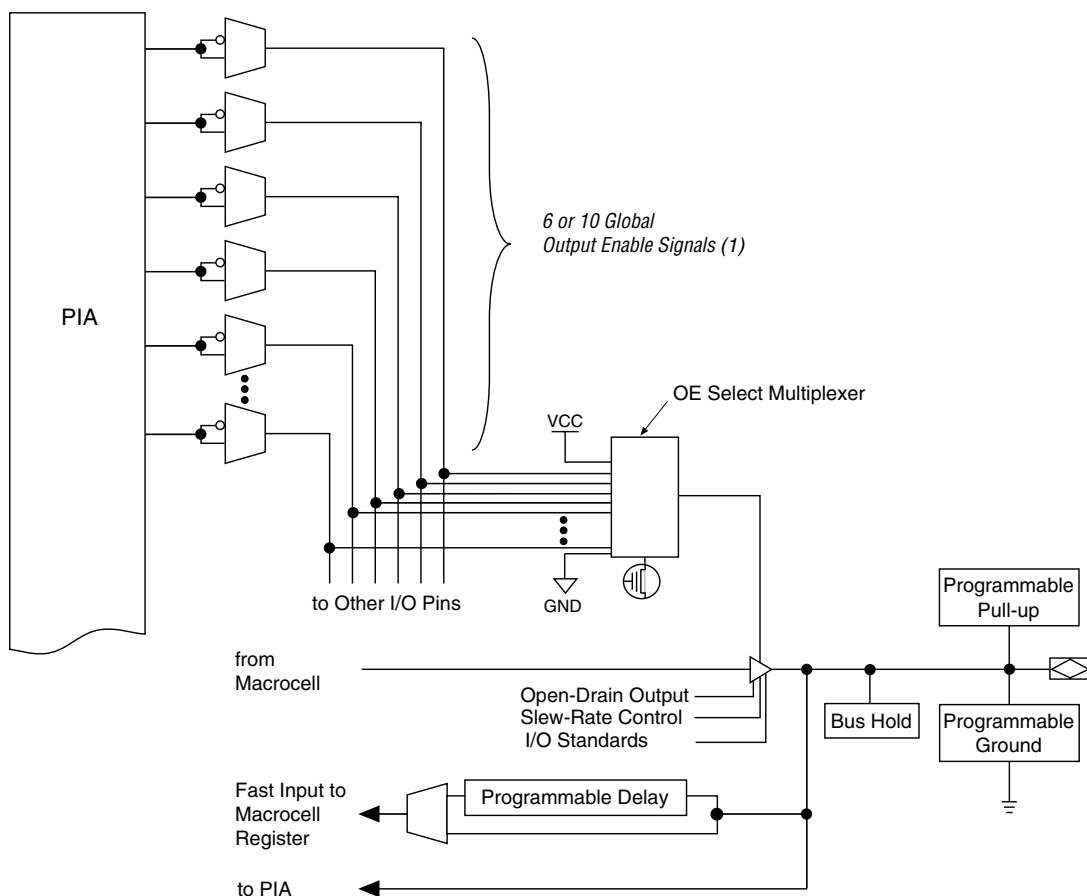 PIA
6 or 10 Global
Output Enable Signals (1)
OE Select Multiplexer
VCC
to Other I/O Pins
GND
Programmable
Pull-up
from
Macrocell
Open-Drain Output
Slew-Rate Control
I/O Standards
Bus Hold
Programmable
Ground
Fast Input to
Macrocell
Register
Programmable Delay
to PIA